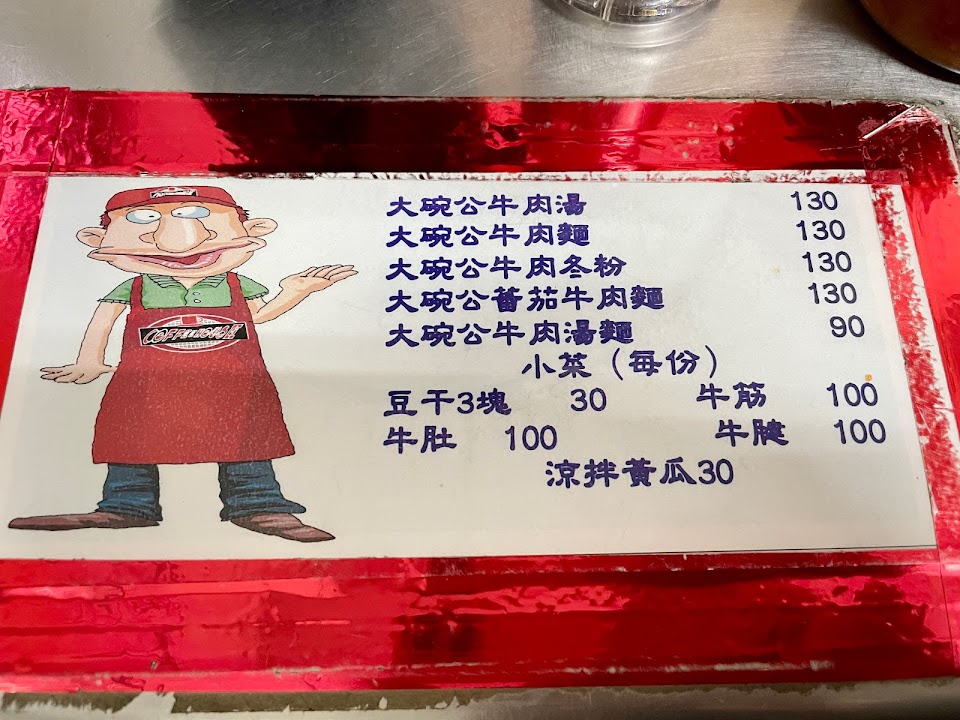 大碗公牛肉湯 130
大碗公牛肉麵 130
大碗公牛肉冬粉 130
大碗公蕃茄牛肉麵 130
大碗公牛肉湯麵 90
小菜（每份）
豆干3塊 30 牛筋 100
牛肚 100 牛腱 100
涼拌黃瓜30